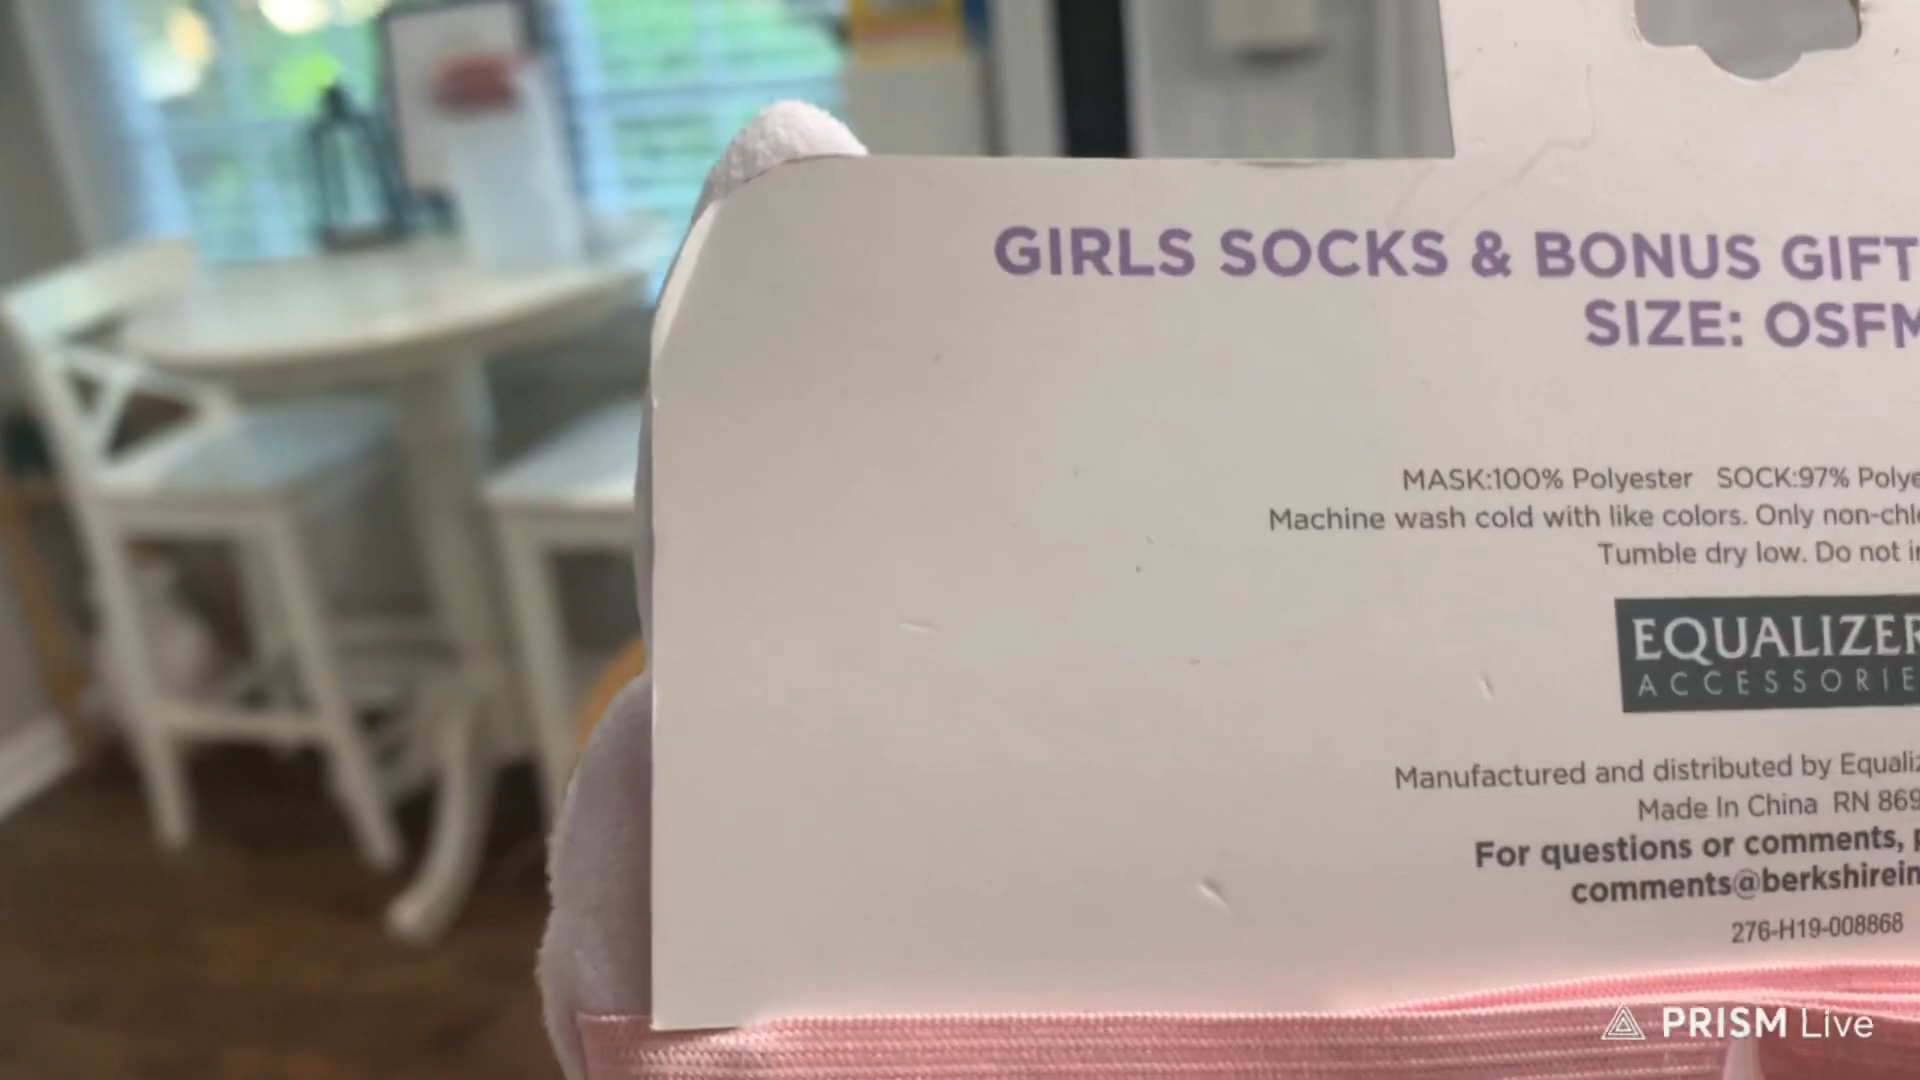 GIRLS SOCKS & BONUS GIFT
SIZE: OSFM
MASK:100% Polyester SOCK:97% Polye
Machine wash cold with like colors. Only non-chl
Tumble dry low. Do not i
EQUALIZER
ACCESSORIE
Manufactured and distributed by Equaliz
Made In China RN 869
For questions or comments, p
comments@berkshirein
276-H19-008868
PRISM Live